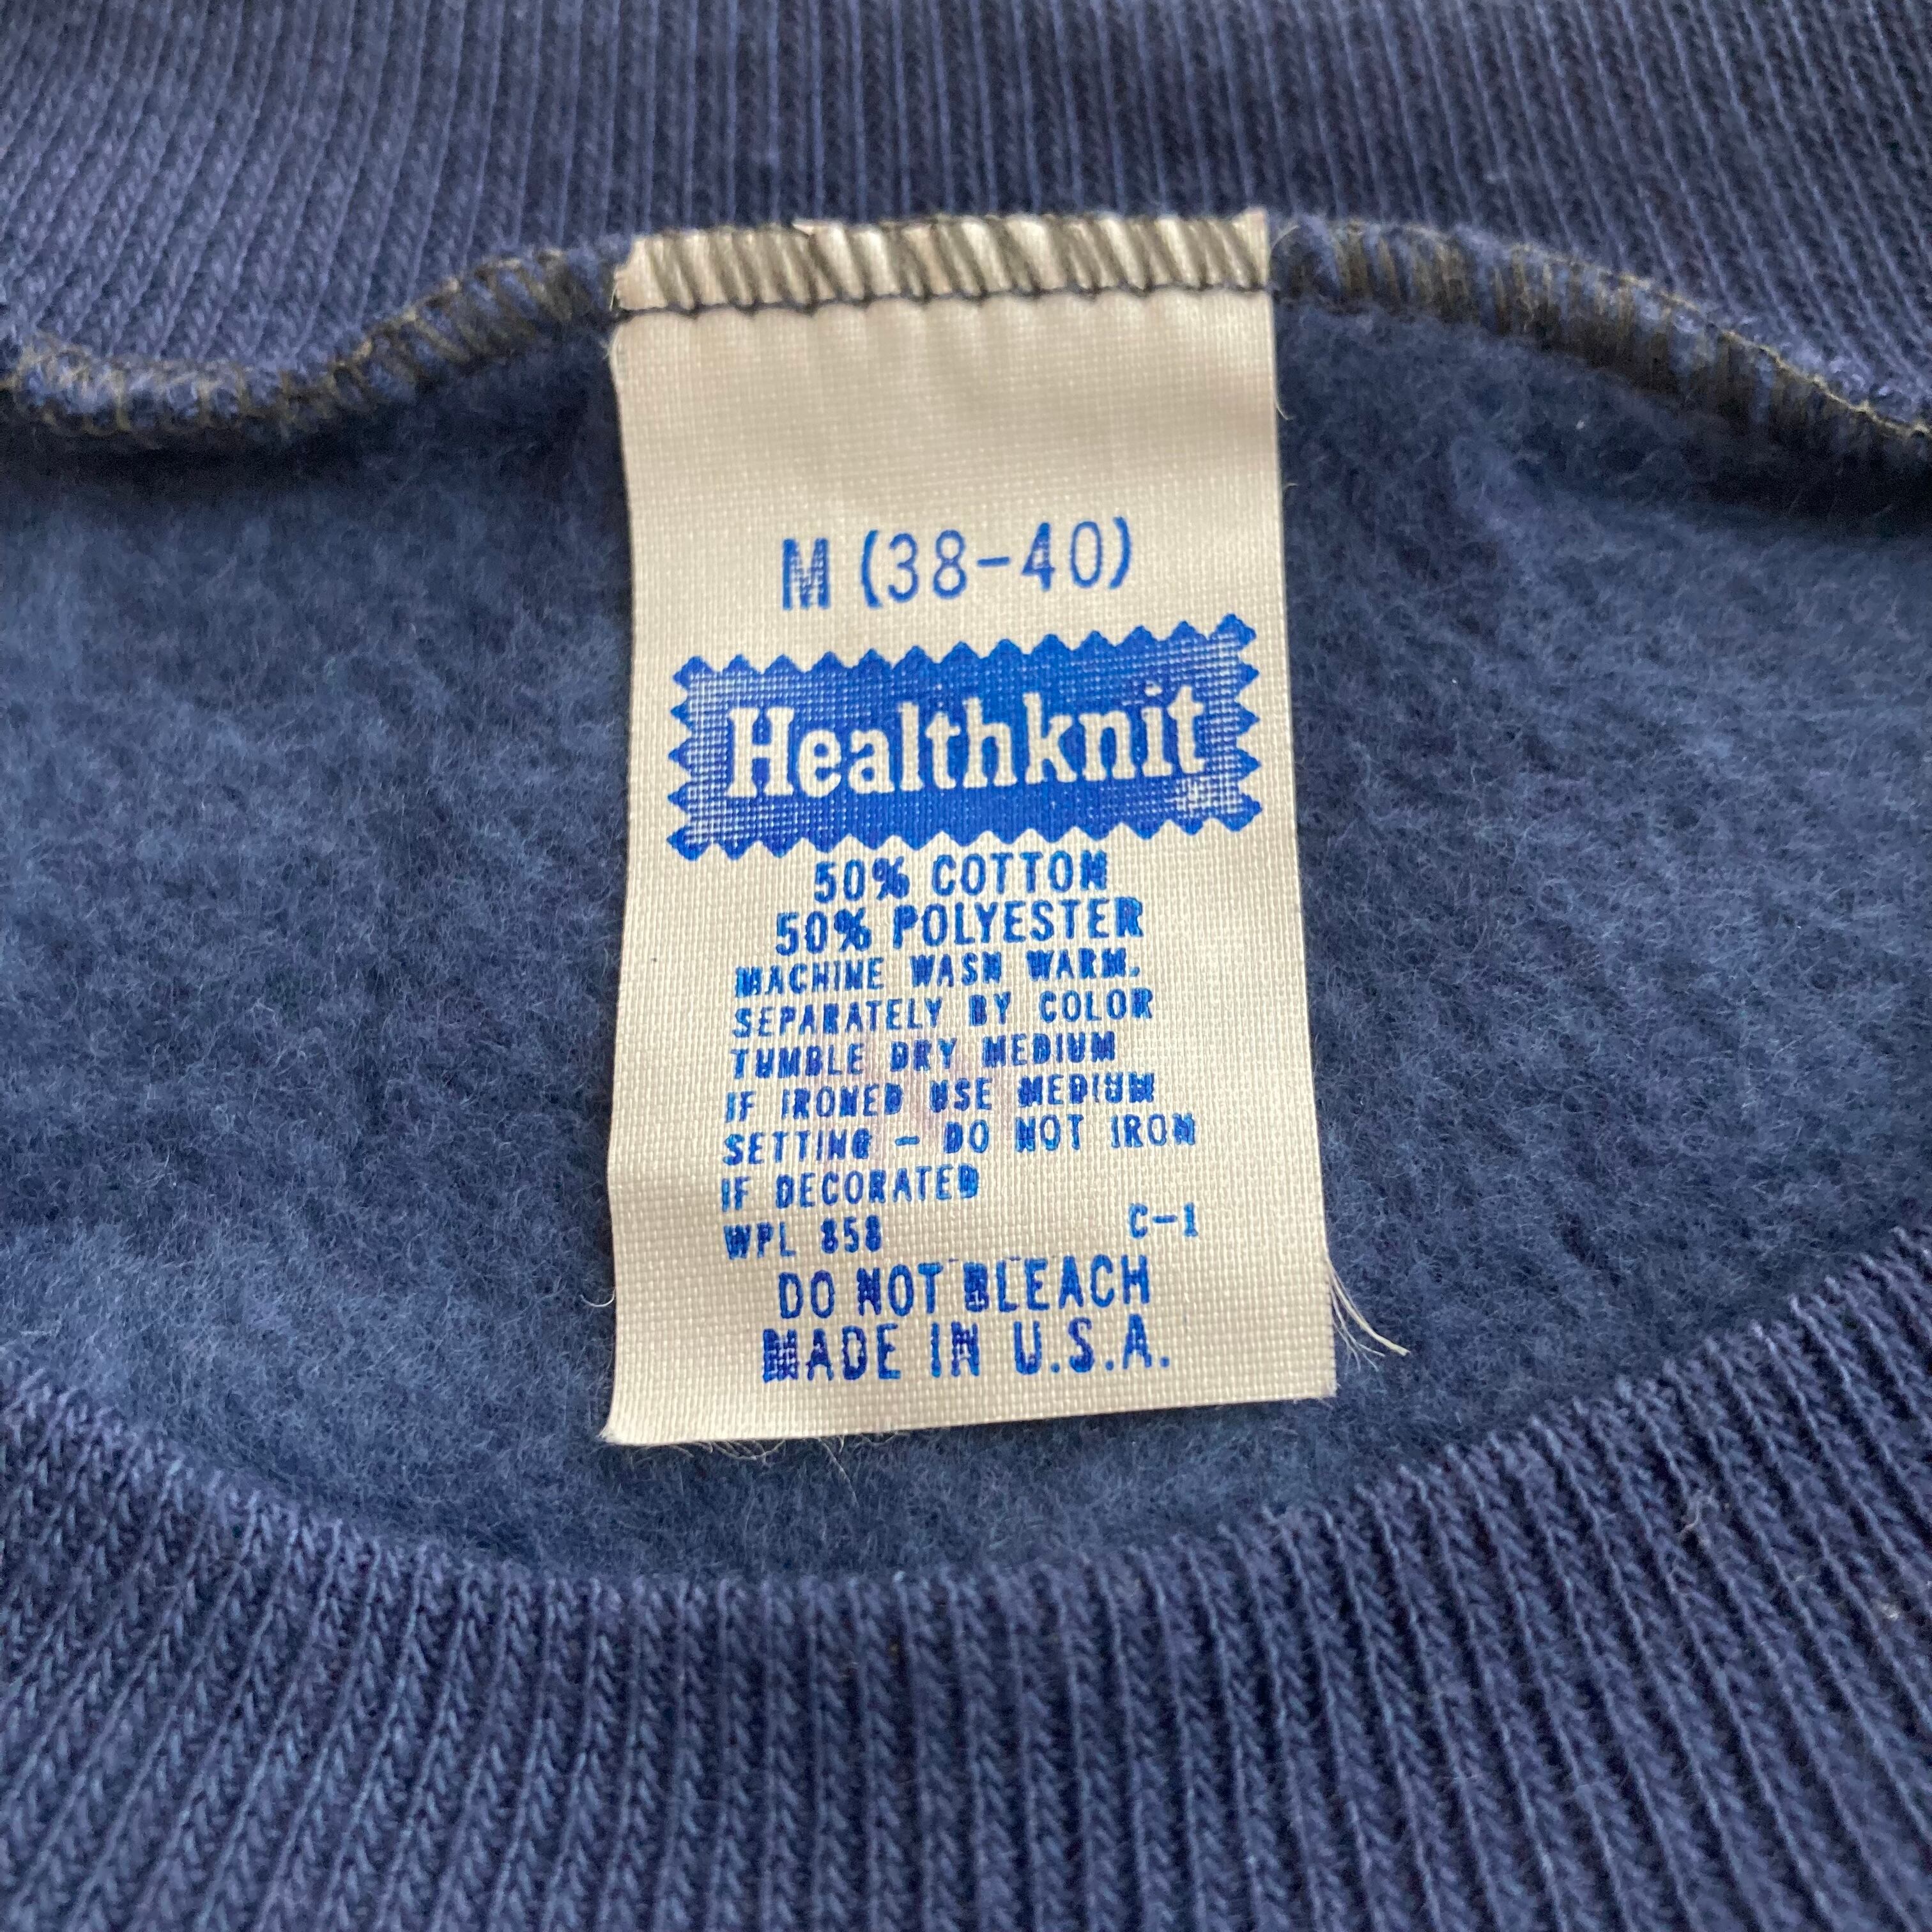 M (38-40)
Healthknit
50% COTTON
50% POLYESTER
MACHINE WASH WARM.
SEPARATELY BY COLOR
TUMBLE DRY MEDIUM
IF IRONED USE MEDIUM
SETTING - DO NOT IRON
IF DECORATED
WPL 858 C-1
DO NOT BLEACH
MADE IN U.S.A.